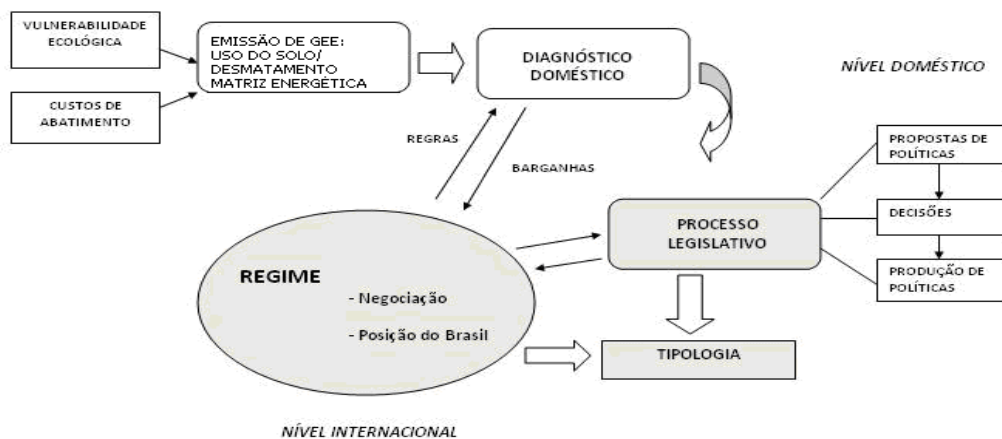 VULNERABILIDADE
ECOLÓGICA
CUSTOS DE
ABATIMENTO
EMISSÃO DE GEE:
USO DO SOLO/
DESMATAMENTO
MATRIZ ENERGÉTICA
DIAGNÓSTICO
DOMÉSTICO
NÍVEL DOMÉSTICO
REGRAS
BARGANHAS
PROPOSTAS DE
POLÍTICAS
DECISÕES
PRODUÇÃO DE
POLÍTICAS
PROCESSO
LEGISLATIVO
REGIME
- Negociação
- Posição do Brasil
TIPOLOGIA
NÍVEL INTERNACIONAL